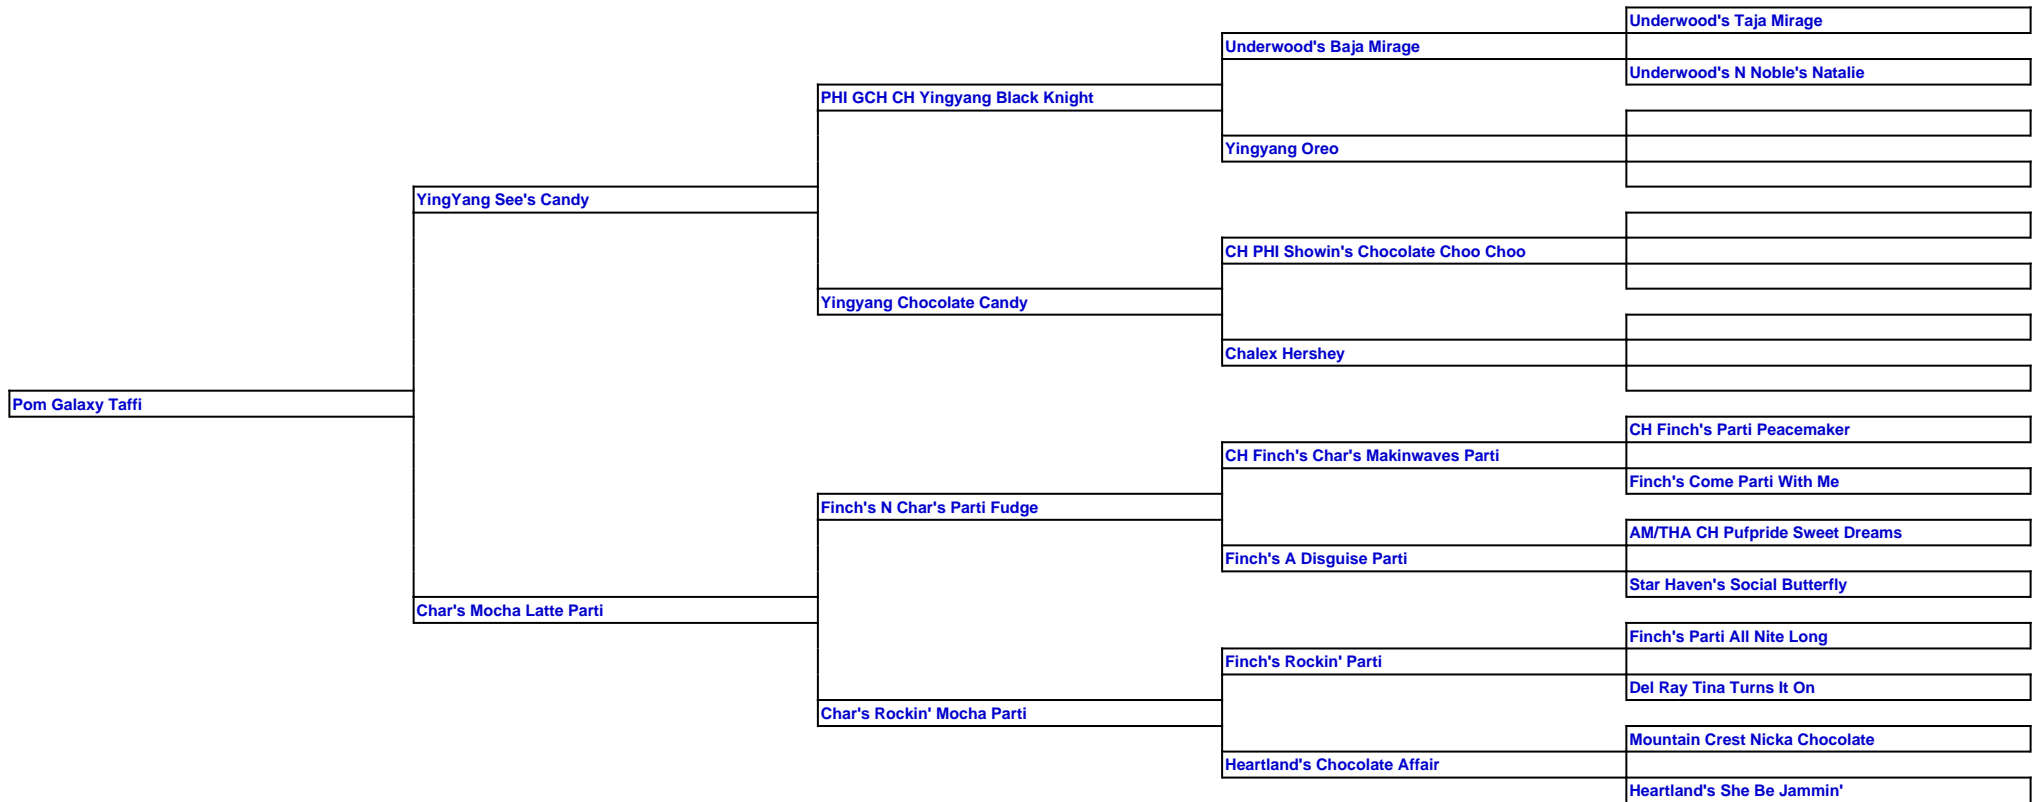 Underwood's Taja Mirage
Underwood's Baja Mirage
Underwood's N Noble's Natalie
PHI GCH CH Yingyang Black Knight
Yingyang Oreo
YingYang See's Candy
CH PHI Showin's Chocolate Choo Choo
Yingyang Chocolate Candy
Chalex Hershey
Pom Galaxy Taffi
CH Finch's Parti Peacemaker
CH Finch's Char's Makinwaves Parti
Finch's Come Parti With Me
Finch's N Char's Parti Fudge
AM/THA CH Pufpride Sweet Dreams
Finch's A Disguise Parti
Star Haven's Social Butterfly
Char's Mocha Latte Parti
Finch's Parti All Nite Long
Finch's Rockin' Parti
Del Ray Tina Turns It On
Char's Rockin' Mocha Parti
Mountain Crest Nicka Chocolate
Heartland's Chocolate Affair
Heartland's She Be Jammin'